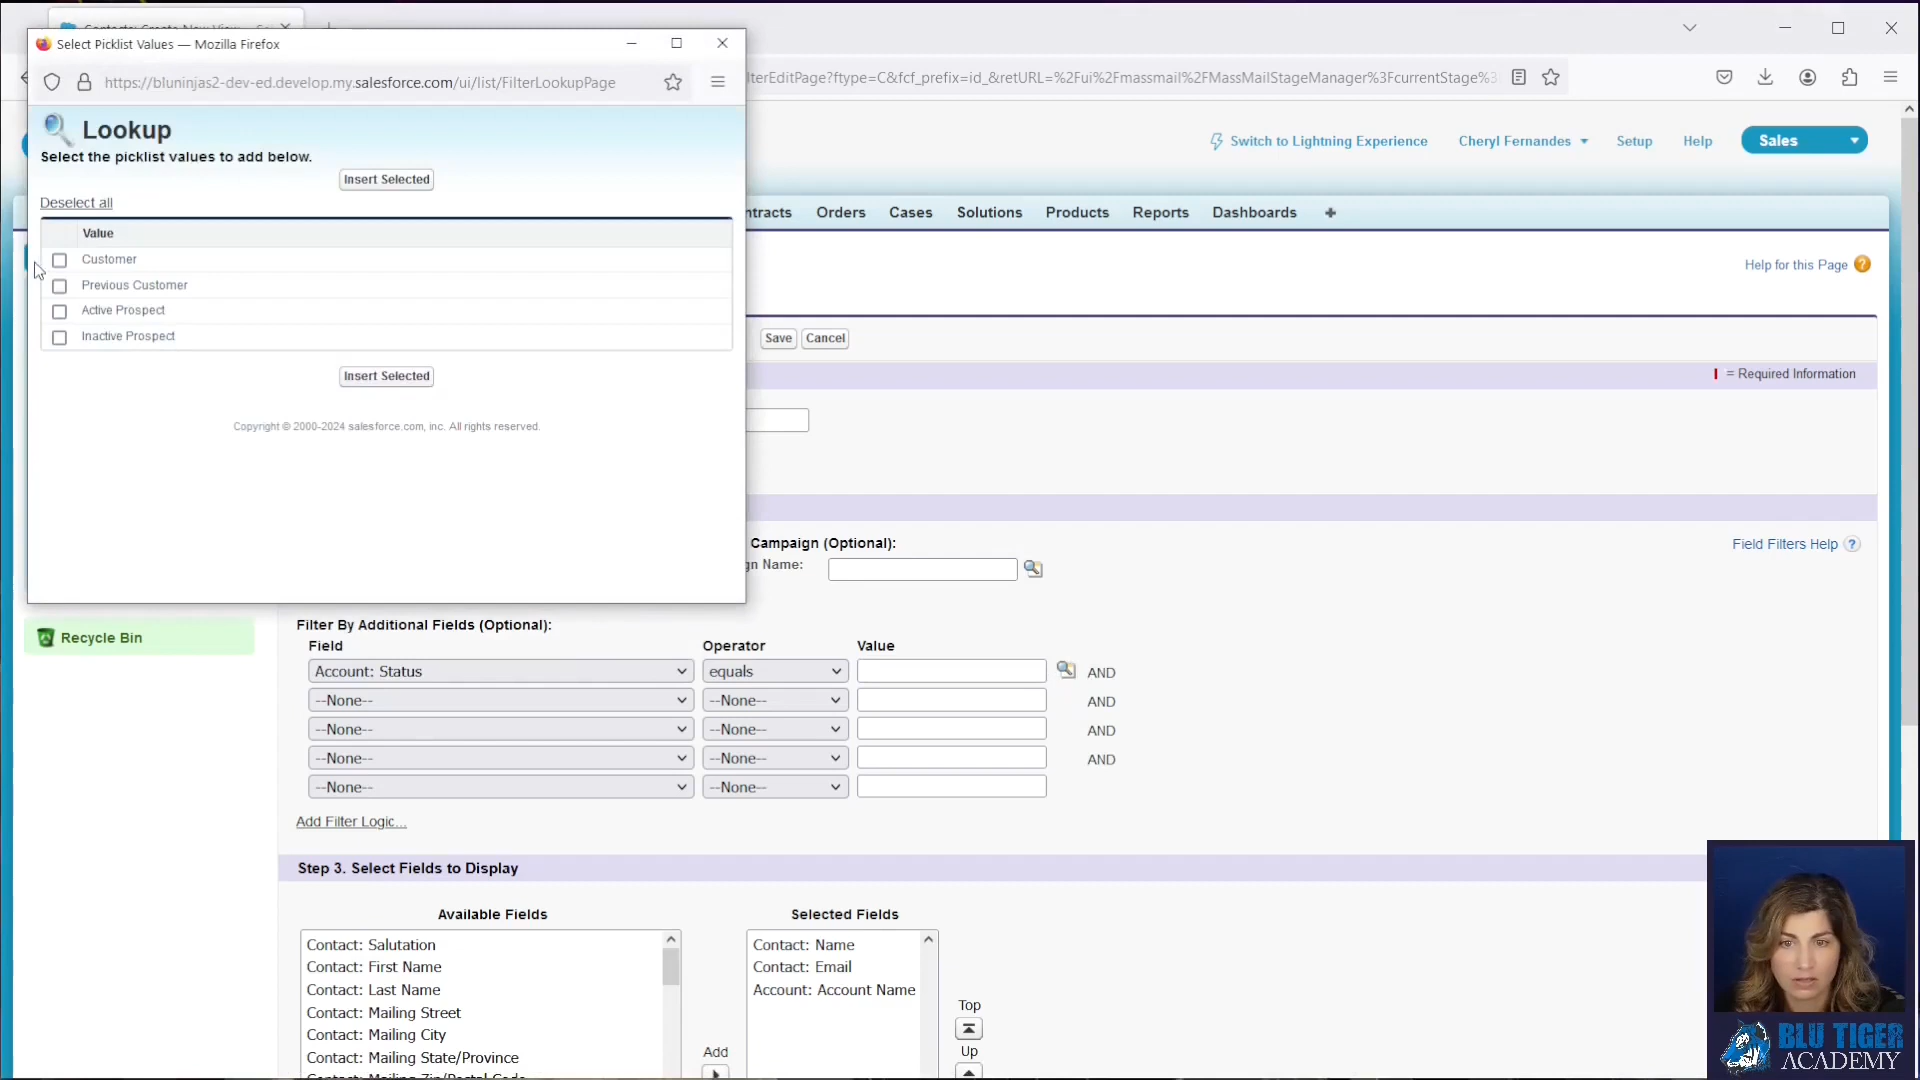 Select Picklist Values — Mozilla Firefox
https://bluninjas2-dev-ed.develop.my.salesforce.com/ui/list/FilterLookupPage
lterEditPage?ftype=C&fcf_prefix=id_&retURL=%2Fui%2Fmassmail%2FMassMailStageManager%3FcurrentStage%3
Lookup
Select the picklist values to add below.
Insert Selected
Deselect all
Value
Customer
Previous Customer
Active Prospect
Inactive Prospect
Insert Selected
Copyright © 2000-2024 salesforce.com, inc. All rights reserved.
Switch to Lightning Experience
Cheryl Fernandes
Setup
Help
Sales
ntracts
Orders
Cases
Solutions
Products
Reports
Dashboards
Help for this Page
Save
Cancel
= Required Information
Campaign (Optional):
gn Name:
Field Filters Help
Recycle Bin
Filter By Additional Fields (Optional):
Field Operator Value
Account: Status equals AND
--None-- --None-- AND
--None-- --None-- AND
--None-- --None-- AND
--None-- --None--
Add Filter Logic...
Step 3. Select Fields to Display
Available Fields
Selected Fields
Contact: Salutation
Contact: First Name
Contact: Last Name
Contact: Mailing Street
Contact: Mailing City
Contact: Mailing State/Province
Contact: Mailing Zip/Postal Code
Add
Contact: Name
Contact: Email
Account: Account Name
Top
Up
BLU TIGER
ACADEMY